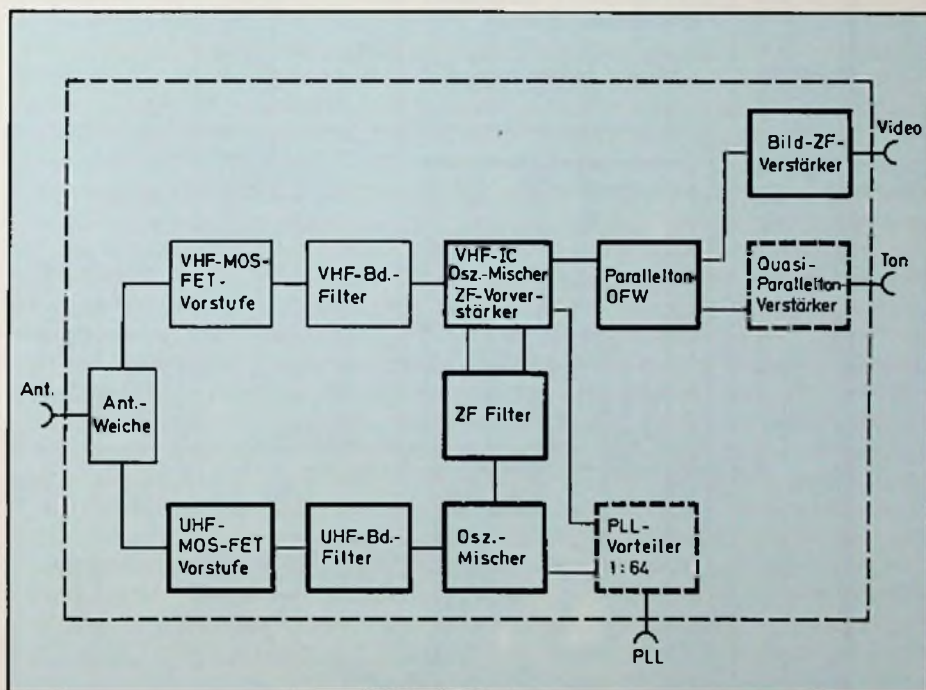 Bild-ZF-
Verstärker
Video
VHF-MOS-
FET-
Vorstufe
VHF-Bd.-
Filter
VHF-IC
Osz.-Mischer
ZF-Vorver-
stärker
Parallelton-
OFW
Quasi-
Parallelton-
Verstärker
Ton
Ant.
Ant.-
Weiche
ZF Filter
UHF-
MOS-FET
Vorstufe
UHF-Bd.-
Filter
Osz.-
Mischer
PLL-
Vorteiler
1:64
PLL